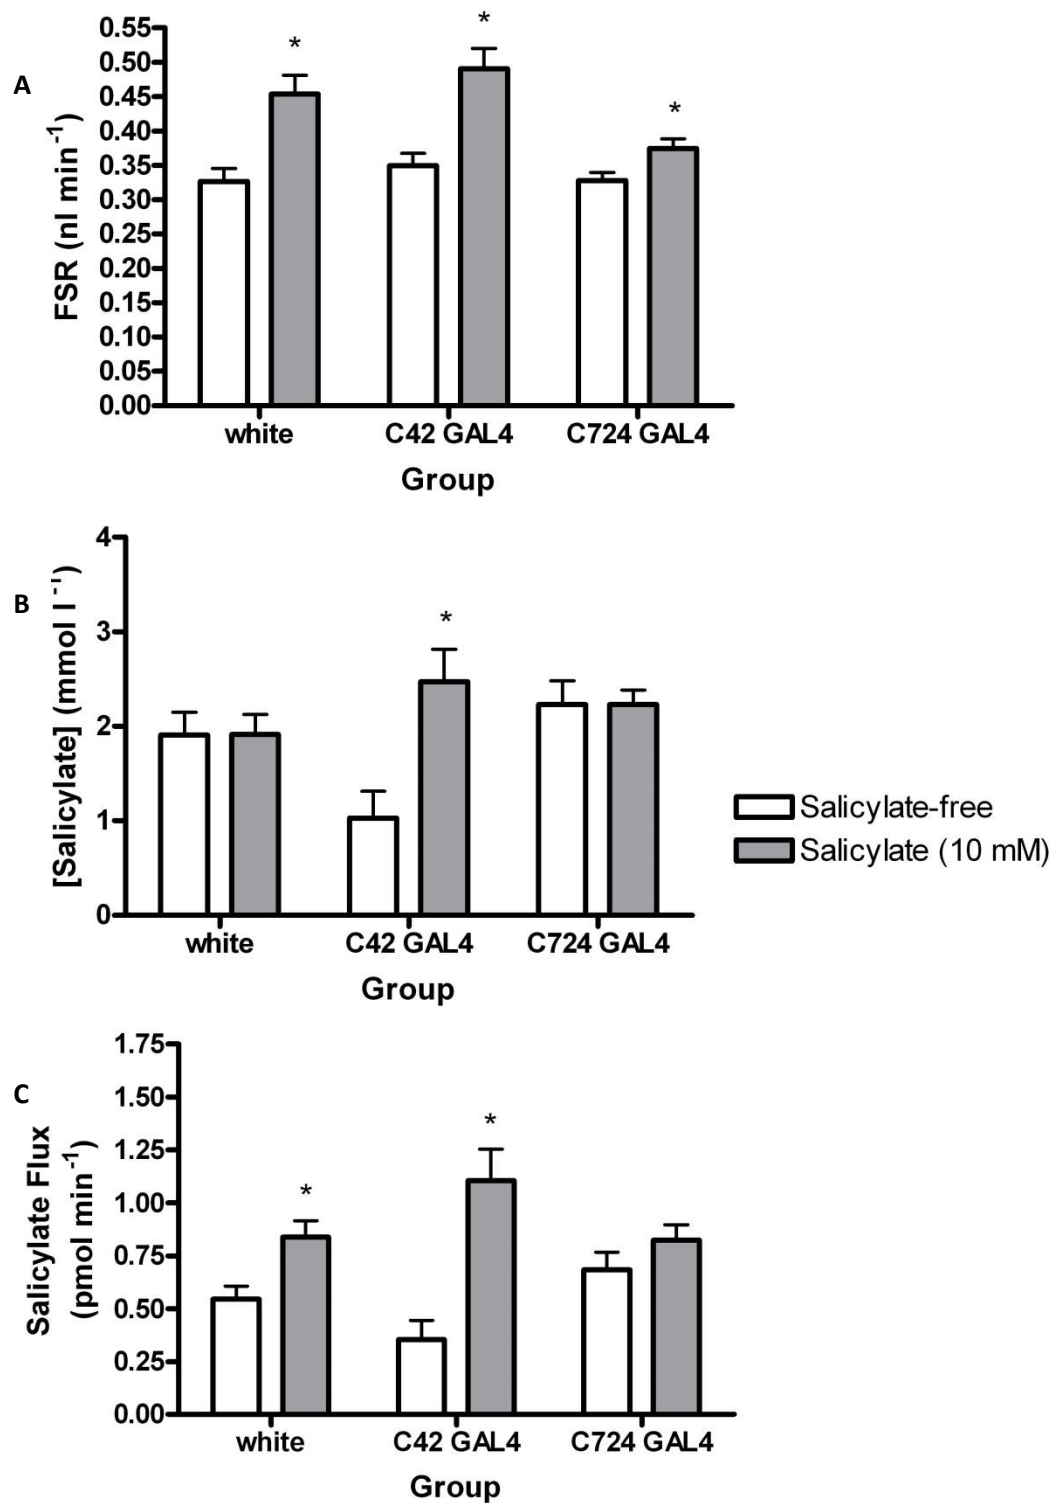 A
FSR (nl min⁻¹)
0.55
0.50
0.45
0.40
0.35
0.30
0.25
0.20
0.15
0.10
0.05
0.00
* * *
white C42 GAL4 C724 GAL4
Group
B
[Salicylate] (mmol l⁻¹)
4
3
2
1
0
*
white C42 GAL4 C724 GAL4
Group
Salicylate-free
Salicylate (10 mM)
C
Salicylate Flux
(pmol min⁻¹)
1.75
1.50
1.25
1.00
0.75
0.50
0.25
0.00
* *
white C42 GAL4 C724 GAL4
Group